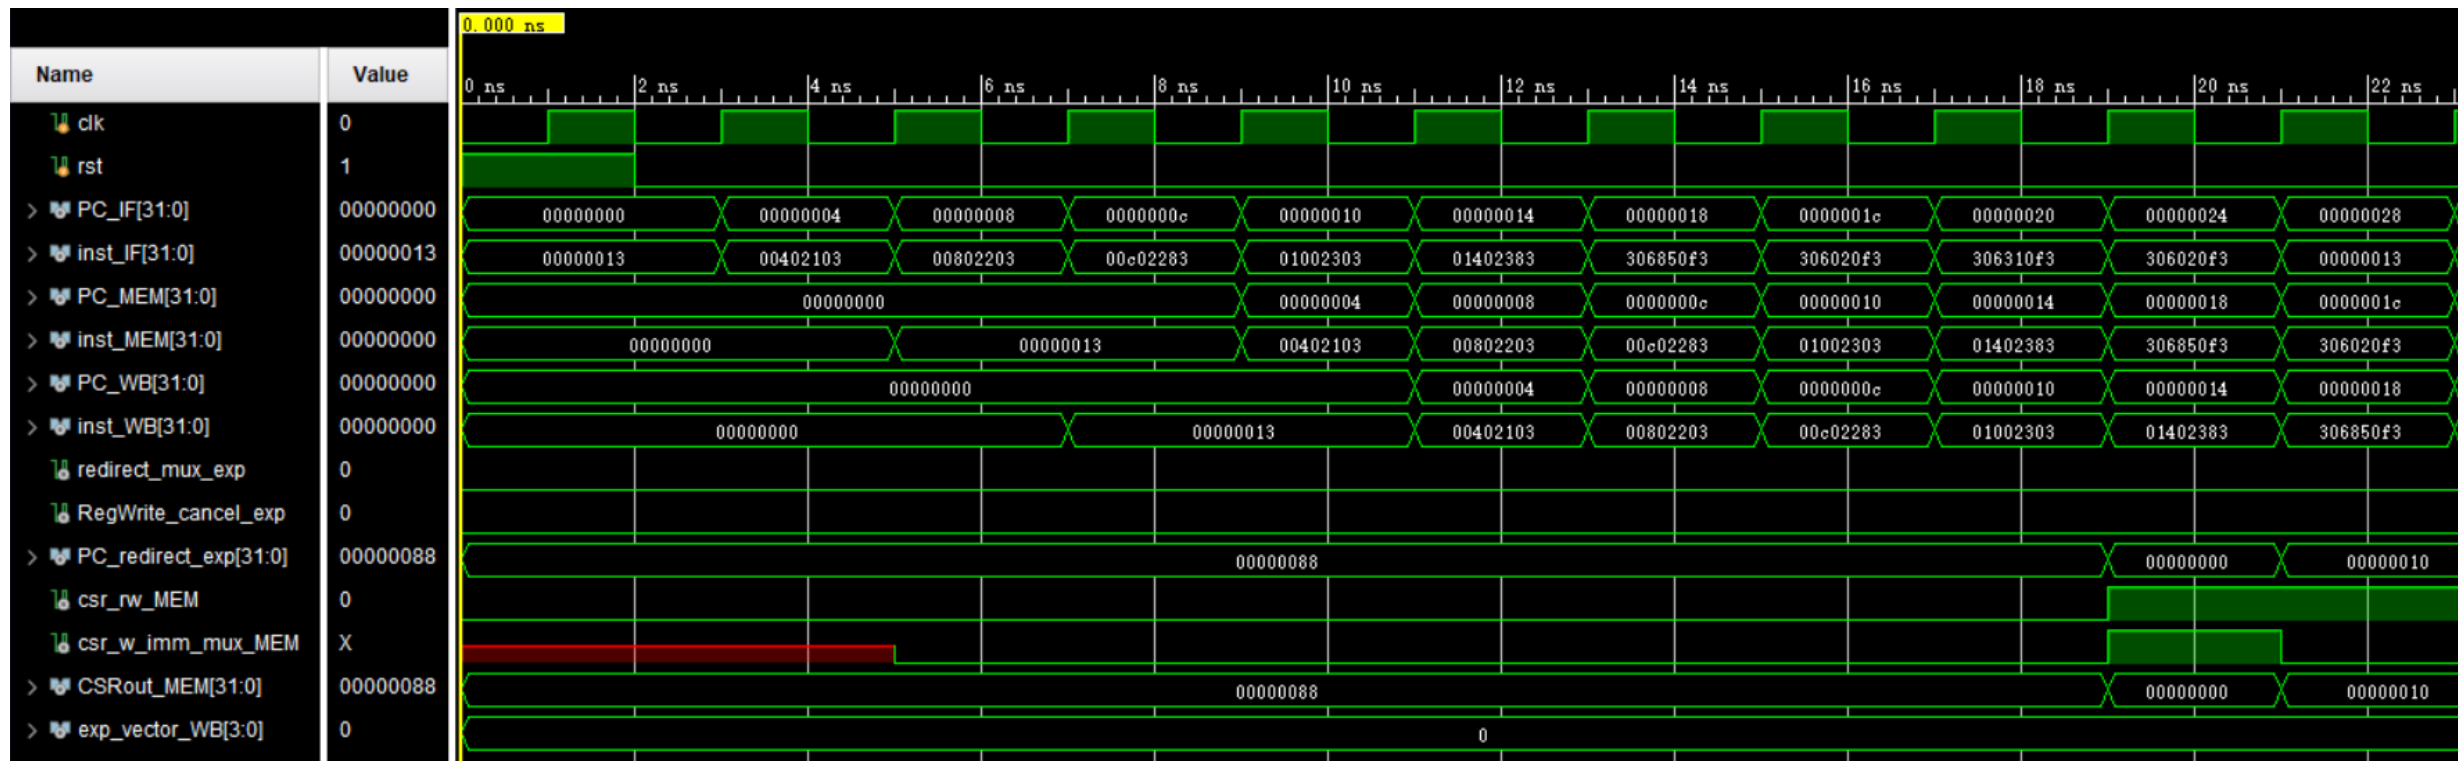 0.000 ns
Name Value
0 ns 2 ns 4 ns 6 ns 8 ns 10 ns 12 ns 14 ns 16 ns 18 ns 20 ns 22 ns
clk 0
rst 1
PC_IF[31:0] 00000000 00000000 00000004 00000008 0000000c 00000010 00000014 00000018 0000001c 00000020 00000024 00000028
inst_IF[31:0] 00000013 00000013 00402103 00802203 00c02283 01002303 01402383 306850f3 306020f3 306310f3 306020f3 00000013
PC_MEM[31:0] 00000000 00000000 00000004 00000008 0000000c 00000010 00000014 00000018 0000001c
inst_MEM[31:0] 00000000 00000000 00000013 00402103 00802203 00c02283 01002303 01402383 306850f3 306020f3
PC_WB[31:0] 00000000 00000000 00000004 00000008 0000000c 00000010 00000014 00000018
inst_WB[31:0] 00000000 00000000 00000013 00402103 00802203 00c02283 01002303 01402383 306850f3
redirect_mux_exp 0
RegWrite_cancel_exp 0
PC_redirect_exp[31:0] 00000088 00000088 00000000 00000010
csr_rw_MEM 0
csr_w_imm_mux_MEM X
CSRout_MEM[31:0] 00000088 00000088 00000000 00000010
exp_vector_WB[3:0] 0 0